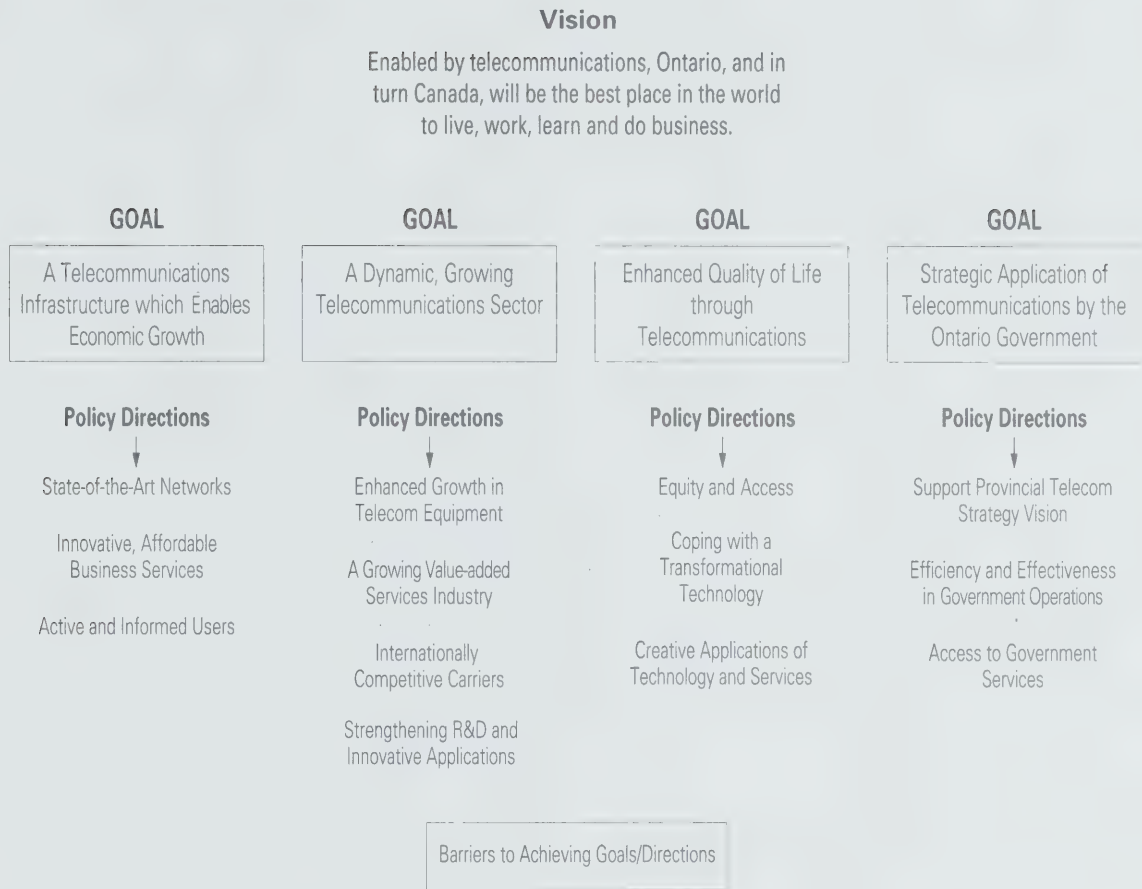 Vision
Enabled by telecommunications, Ontario, and in
turn Canada, will be the best place in the world
to live, work, learn and do business.
GOAL
A Telecommunications
Infrastructure which Enables
Economic Growth
Policy Directions
State-of-the-Art Networks
Innovative, Affordable
Business Services
Active and Informed Users
GOAL
A Dynamic, Growing
Telecommunications Sector
Policy Directions
Enhanced Growth in
Telecom Equipment
A Growing Value-added
Services Industry
Internationally
Competitive Carriers
Strengthening R&D and
Innovative Applications
GOAL
Enhanced Quality of Life
through
Telecommunications
Policy Directions
Equity and Access
Coping with a
Transformational
Technology
Creative Applications of
Technology and Services
GOAL
Strategic Application of
Telecommunications by the
Ontario Government
Policy Directions
Support Provincial Telecom
Strategy Vision
Efficiency and Effectiveness
in Government Operations
Access to Government
Services
Barriers to Achieving Goals/Directions